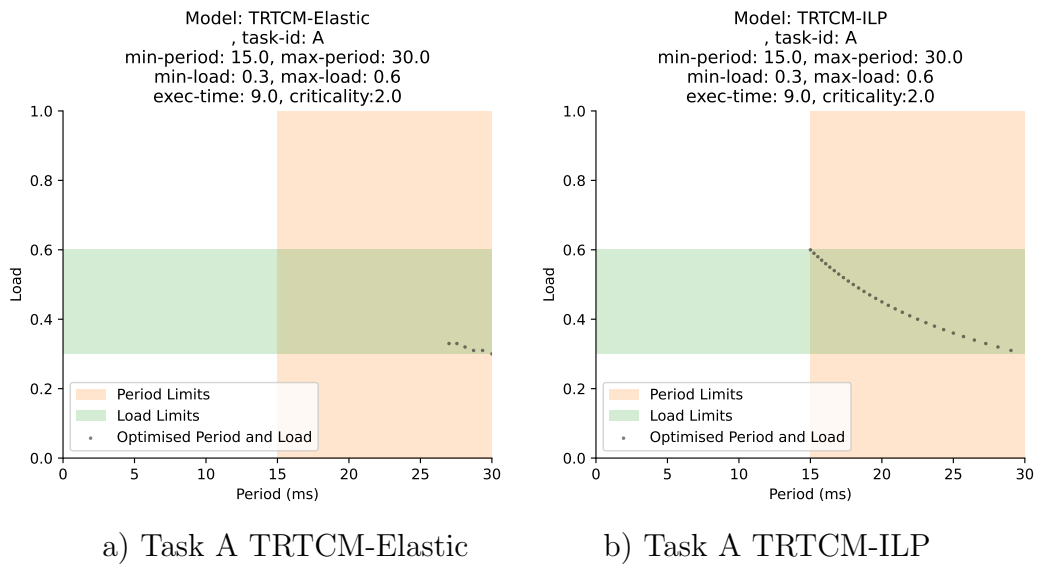 Model: TRTCM-Elastic
, task-id: A
min-period: 15.0, max-period: 30.0
min-load: 0.3, max-load: 0.6
exec-time: 9.0, criticality:2.0
1.0
0.8
0.6
0.4
0.2
0.0
Load
Period Limits
Load Limits
Optimised Period and Load
0 5 10 15 20 25 30
Period (ms)
a) Task A TRTCM-Elastic
Model: TRTCM-ILP
, task-id: A
min-period: 15.0, max-period: 30.0
min-load: 0.3, max-load: 0.6
exec-time: 9.0, criticality:2.0
1.0
0.8
0.6
0.4
0.2
0.0
Load
Period Limits
Load Limits
Optimised Period and Load
0 5 10 15 20 25 30
Period (ms)
b) Task A TRTCM-ILP